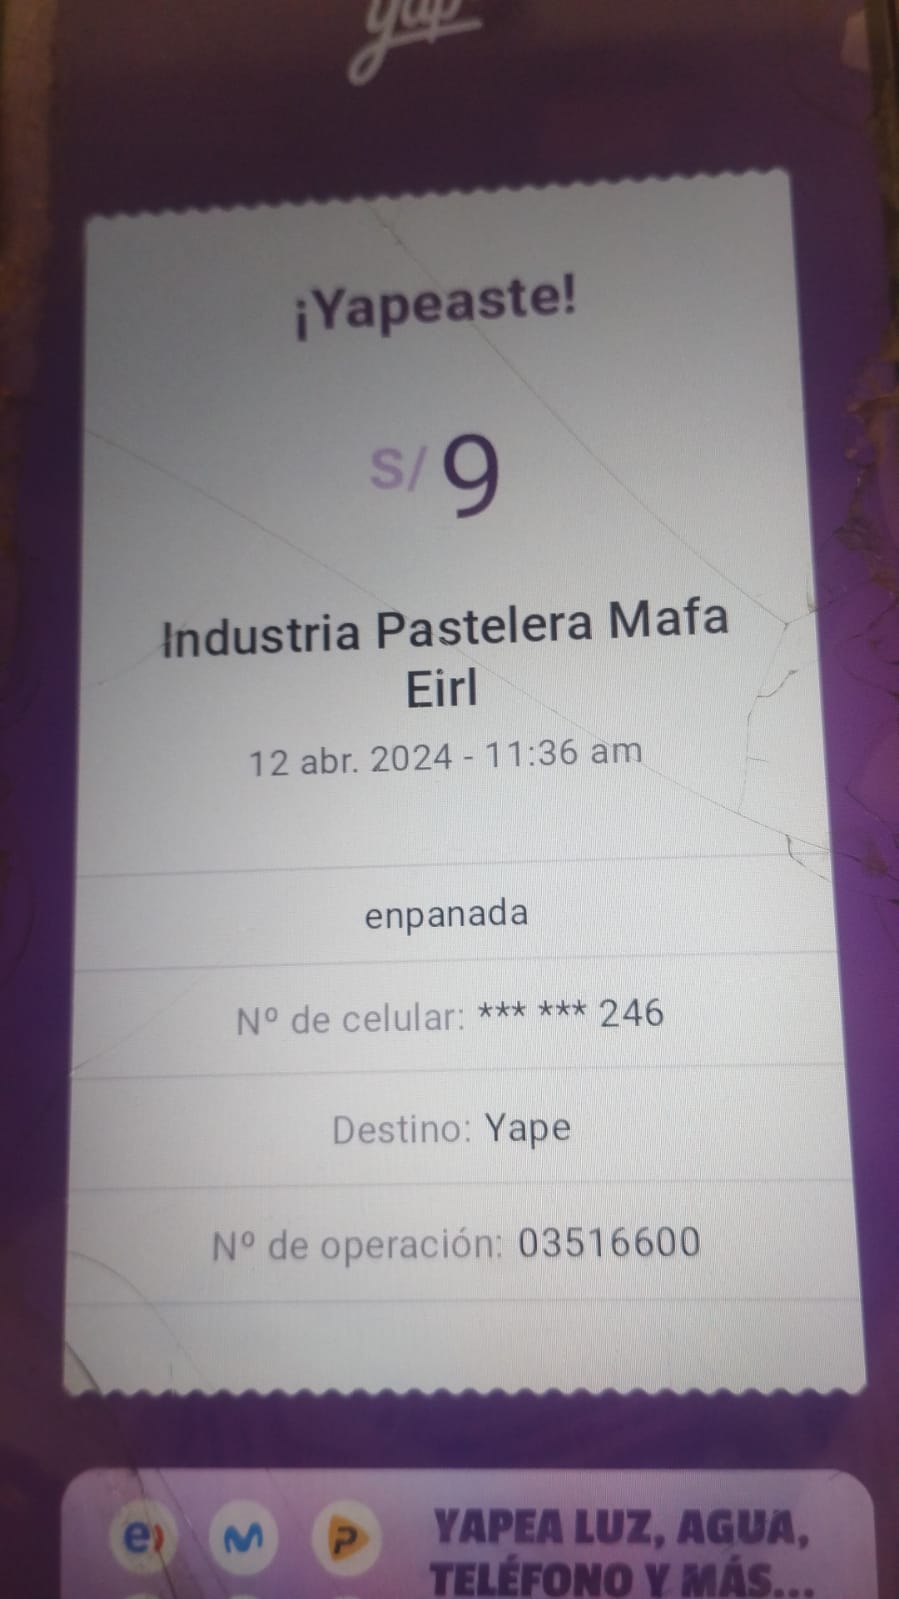 ¡Yapeaste!
S/ 9
Industria Pastelera Mafa
Eirl
12 abr. 2024 - 11:36 am
enpanada
Nº de celular: *** *** 246
Destino: Yape
Nº de operación: 03516600
YAPEA LUZ, AGUA,
TELÉFONO Y MÁS...